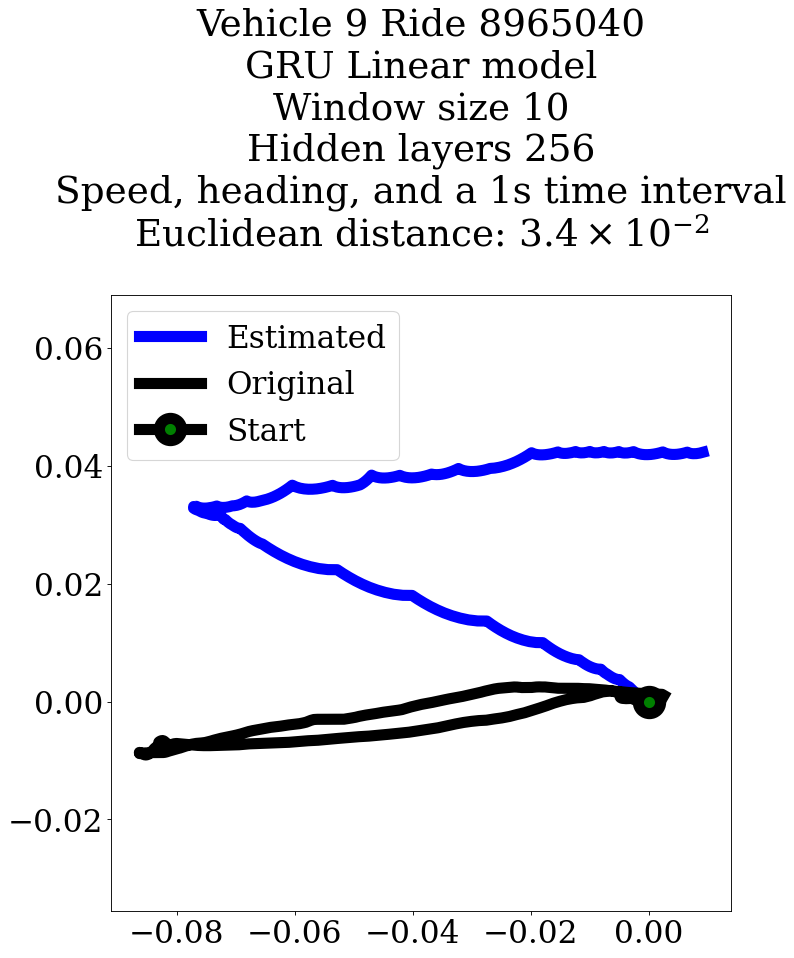 Vehicle 9 Ride 8965040
GRU Linear model
Window size 10
Hidden layers 256
Speed, heading, and a 1s time interval
Euclidean distance: 3.4 × 10⁻²
Estimated
Original
Start
0.06
0.04
0.02
0.00
−0.02
−0.08 −0.06 −0.04 −0.02 0.00